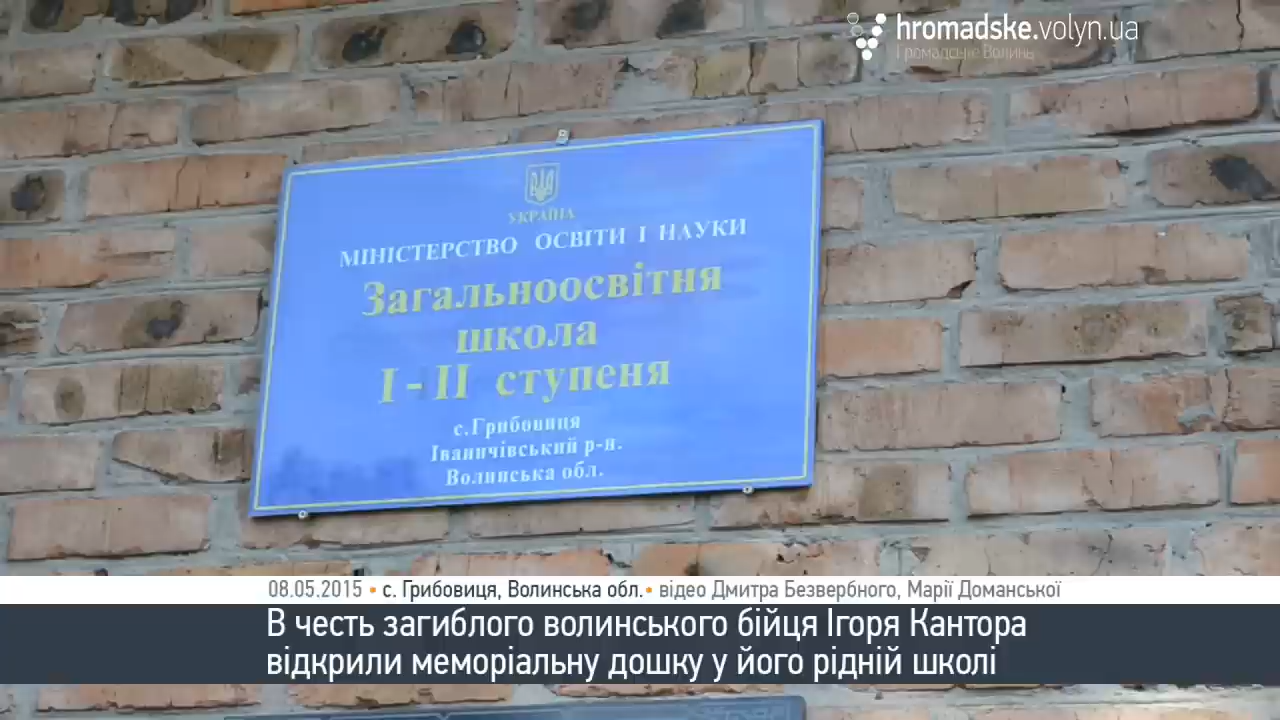 hromadske.volyn.ua
Громадське Волинь
УКРАЇНА
МІНІСТЕРСТВО ОСВІТИ І НАУКИ
Загальноосвітня
школа
І - ІІ ступеня
с.Грибовиця
Іваничівський р-н.
Волинська обл.
08.05.2015 • с. Грибовиця, Волинська обл. • відео Дмитра Безвербного, Марії Доманської
В честь загиблого волинського бійця Ігоря Кантора
відкрили меморіальну дошку у його рідній школі